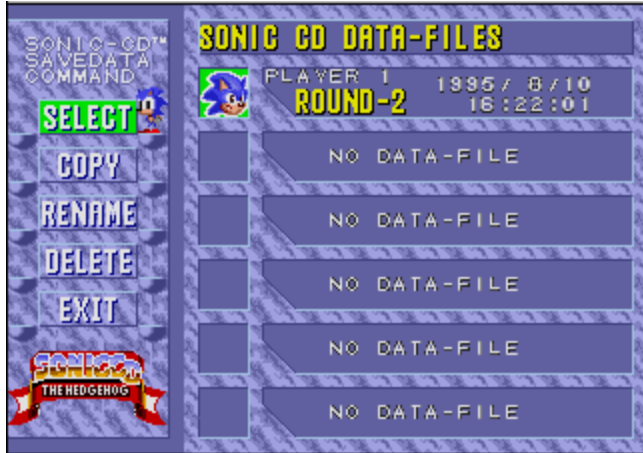 SONIC-CD™
SAVEDATA
COMMAND
SELECT
COPY
RENAME
DELETE
EXIT
SONIC CD
THE HEDGEHOG
SONIC CD DATA-FILES
PLAYER 1
ROUND-2
1995/ 8/10
16:22:01
NO DATA-FILE
NO DATA-FILE
NO DATA-FILE
NO DATA-FILE
NO DATA-FILE